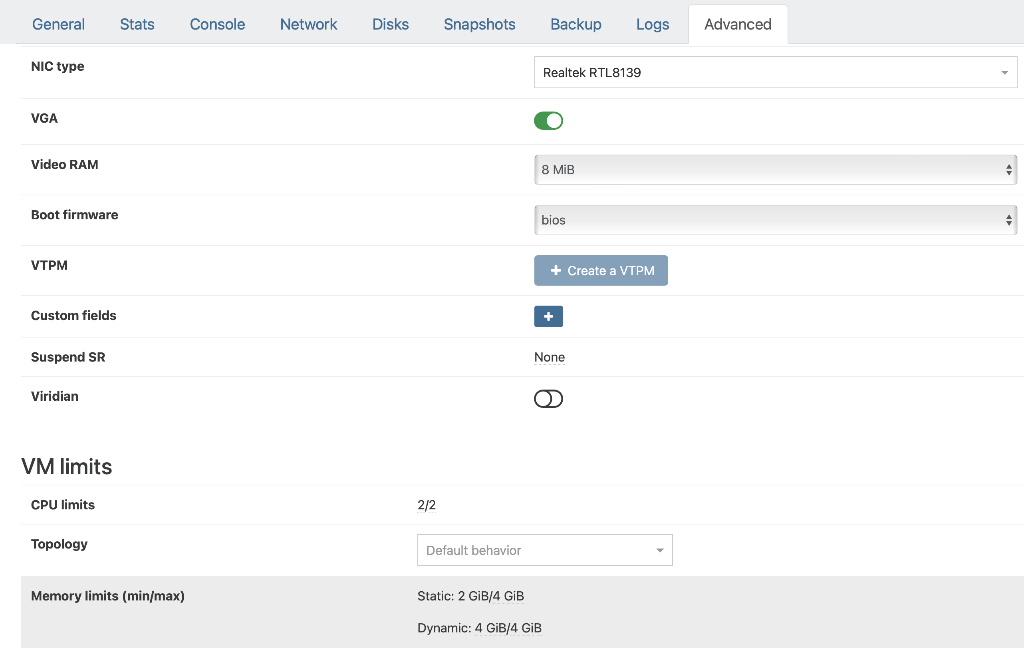 General Stats Console Network Disks Snapshots Backup Logs Advanced
NIC type Realtek RTL8139
VGA
Video RAM 8 MiB
Boot firmware bios
VTPM + Create a VTPM
Custom fields +
Suspend SR None
Viridian
VM limits
CPU limits 2/2
Topology Default behavior
Memory limits (min/max) Static: 2 GiB/4 GiB
Dynamic: 4 GiB/4 GiB